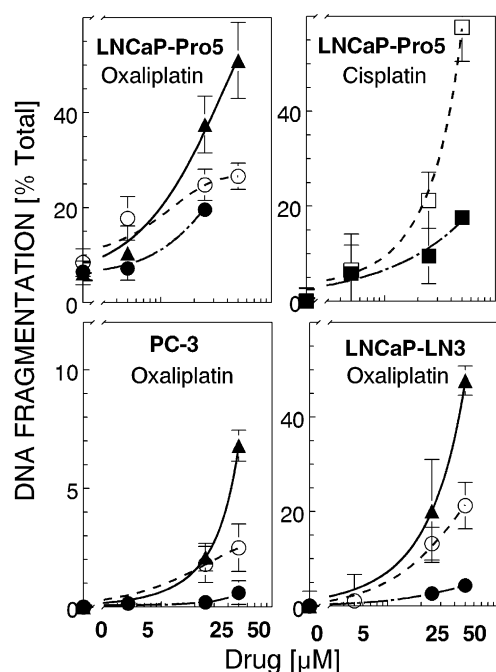 LNCaP-Pro5
Oxaliplatin
LNCaP-Pro5
Cisplatin
40
20
0
60
40
20
0
PC-3
Oxaliplatin
LNCaP-LN3
Oxaliplatin
10
5
0
40
20
0
0 5 25 50
0 5 25 50
DNA FRAGMENTATION [% Total]
Drug [µM]